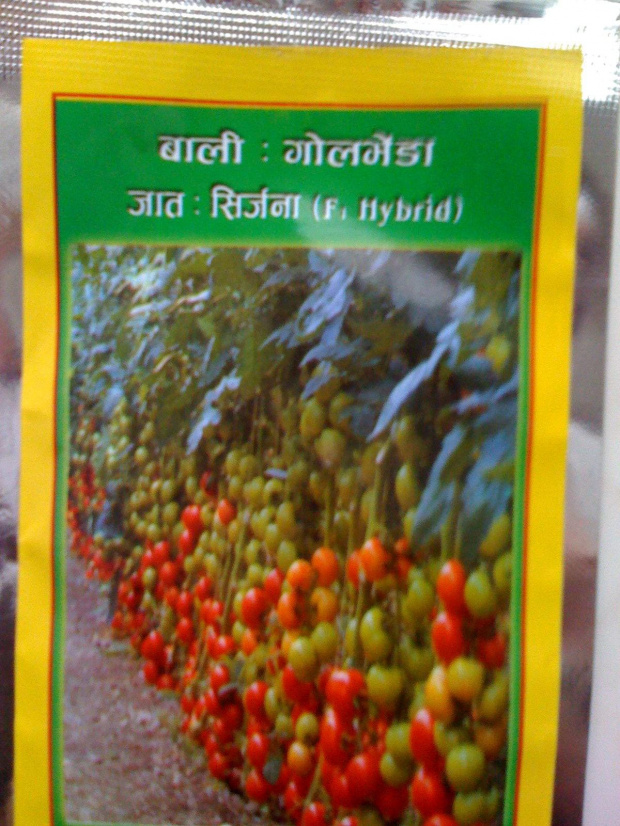 बाली : गोलभैंडा
जात : सिर्जना (F₁ Hybrid)